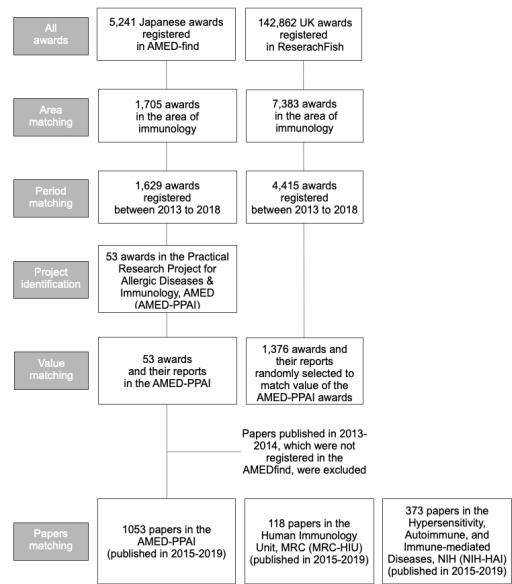 All
awards
5,241 Japanese awards
registered
in AMED-find
142,862 UK awards
registered
in ReserachFish
Area
matching
1,705 awards
in the area of
immunology
7,383 awards
in the area of
immunology
Period
matching
1,629 awards
registered
between 2013 to 2018
4,415 awards
registered
between 2013 to 2018
Project
identification
53 awards in the Practical
Research Project for
Allergic Diseases &
Immunology, AMED
(AMED-PPAI)
Value
matching
53 awards
and their reports
in the AMED-PPAI
1,376 awards and
their reports
randomly selected to
match value of the
AMED-PPAI awards
Papers published in 2013-
2014, which were not
registered in the
AMEDfind, were excluded
Papers
matching
1053 papers in the
AMED-PPAI
(published in 2015-2019)
118 papers in the
Human Immunology
Unit, MRC (MRC-HIU)
(published in 2015-2019)
373 papers in the
Hypersensitivity,
Autoimmune, and
Immune-mediated
Diseases, NIH (NIH-HAI)
(published in 2015-2019)